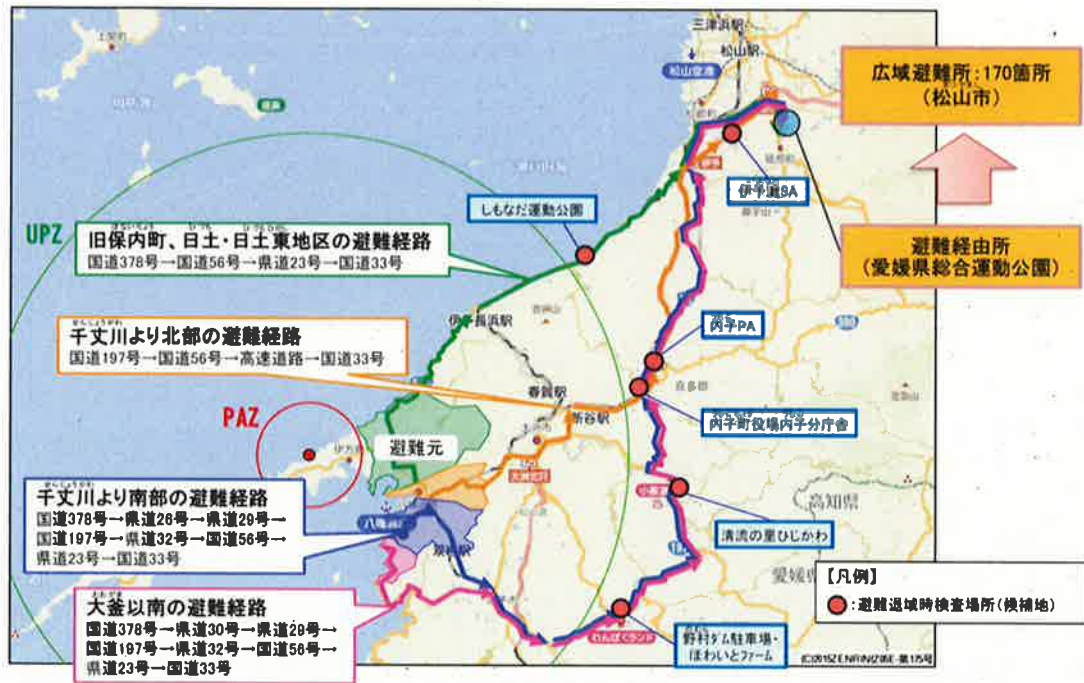 三津浜駅
松山駅
松山空港
広域避難所：170箇所
（松山市）
伊予灘SA
しもなだ運動公園
避難経由所
（愛媛県総合運動公園）
UPZ
旧保内町、日土・日土東地区の避難経路
国道378号→国道56号→県道23号→国道33号
伊予長浜駅
内子PA
千丈川より北部の避難経路
国道197号→国道56号→高速道路→国道33号
喜多郡
春賀駅
新谷駅
内子町役場内子分庁舎
PAZ
避難元
千丈川より南部の避難経路
国道378号→県道26号→県道29号→
国道197号→県道32号→国道56号→
県道23号→国道33号
高知県
清流の里ひじかわ
【凡例】
：避難退域時検査場所（候補地）
大釜以南の避難経路
国道378号→県道30号→県道29号→
国道197号→県道32号→国道56号→
県道23号→国道33号
わんぱくランド
野村ダム駐車場・
ほわいとファーム